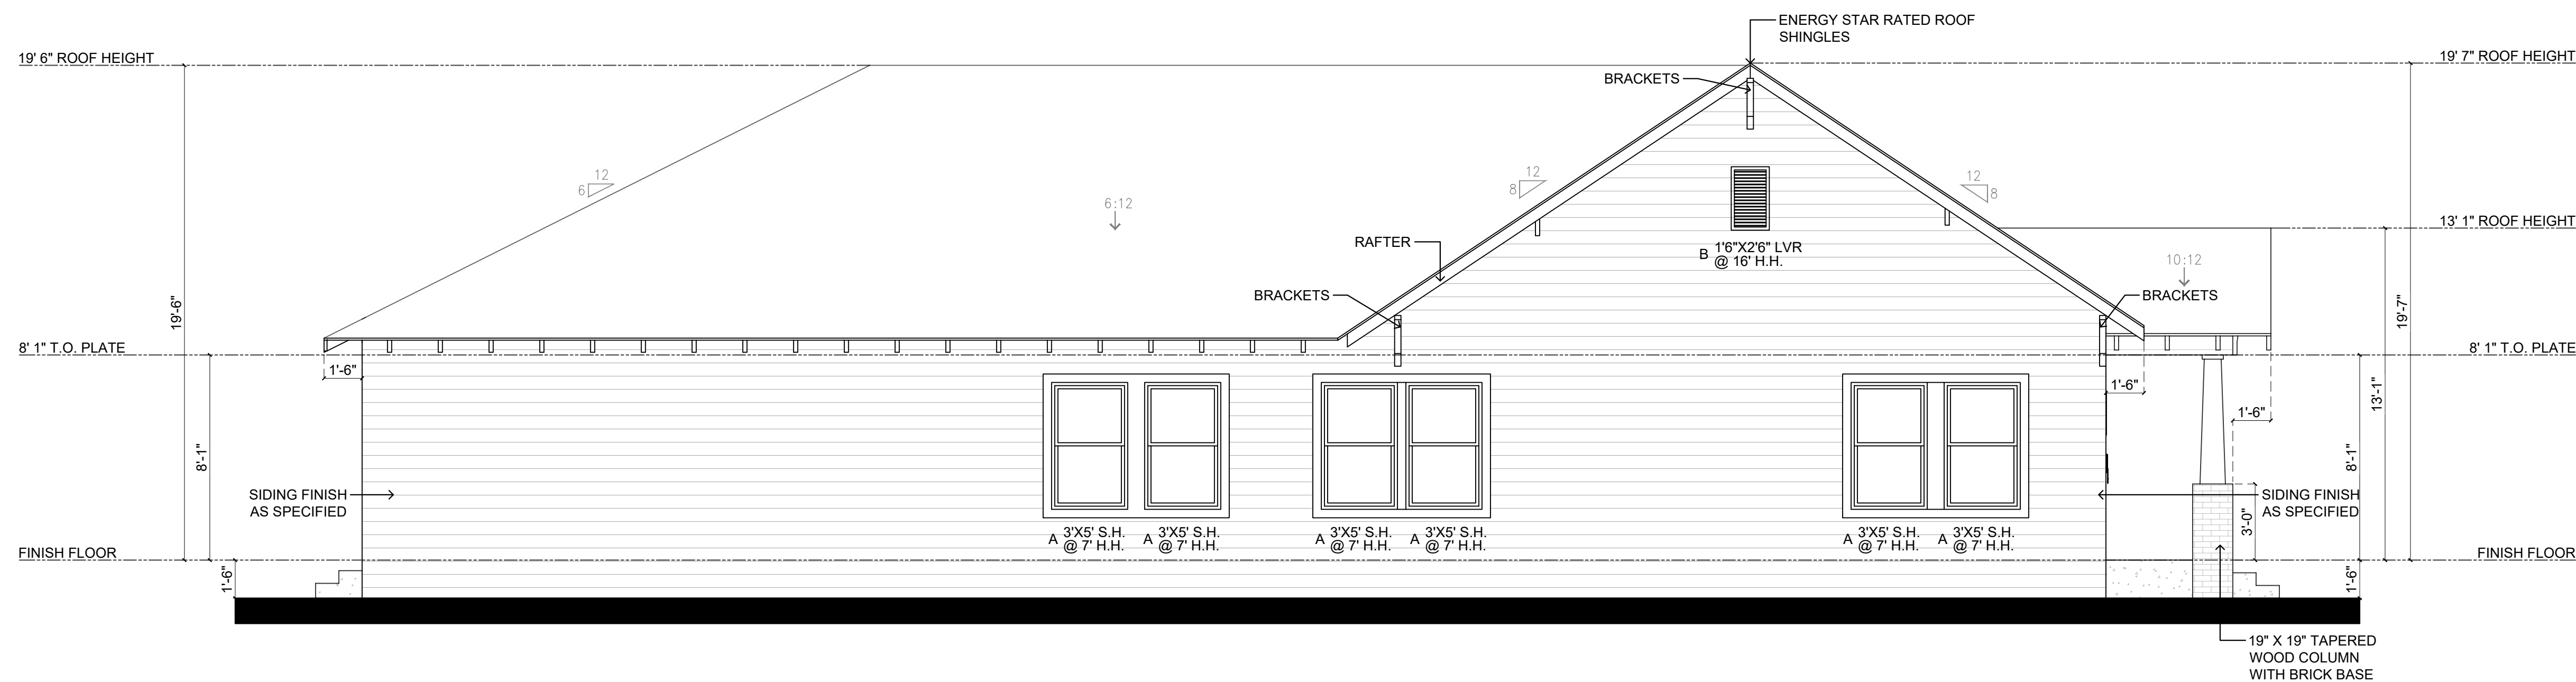 ENERGY STAR RATED ROOF
SHINGLES
19' 6" ROOF HEIGHT
19' 7" ROOF HEIGHT
BRACKETS
12
6
12
8
12
8
6:12
13' 1" ROOF HEIGHT
RAFTER
B 1'6"X2'6" LVR
@ 16' H.H.
10:12
BRACKETS
BRACKETS
19'-6"
19'-7"
8' 1" T.O. PLATE
8' 1" T.O. PLATE
1'-6"
1'-6"
13'-1"
1'-6"
8'-1"
8'-1"
SIDING FINISH
AS SPECIFIED
SIDING FINISH
AS SPECIFIED
3'-0"
A 3'X5' S.H.
@ 7' H.H.
A 3'X5' S.H.
@ 7' H.H.
A 3'X5' S.H.
@ 7' H.H.
A 3'X5' S.H.
@ 7' H.H.
A 3'X5' S.H.
@ 7' H.H.
A 3'X5' S.H.
@ 7' H.H.
FINISH FLOOR
FINISH FLOOR
1'-6"
1'-6"
19" X 19" TAPERED
WOOD COLUMN
WITH BRICK BASE